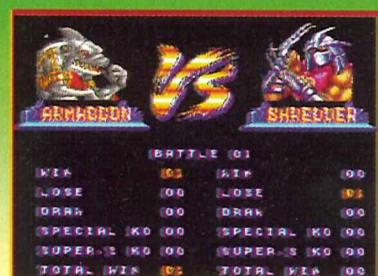 VS
ARMAGGON SHREDDER
BATTLE 01
WIN 01 WIN 00
LOSE 00 LOSE 01
DRAW 00 DRAW 00
SPECIAL KO 00 SPECIAL KO 00
SUPER-S KO 00 SUPER-S KO 00
TOTAL WIN 01 TOTAL WIN 00